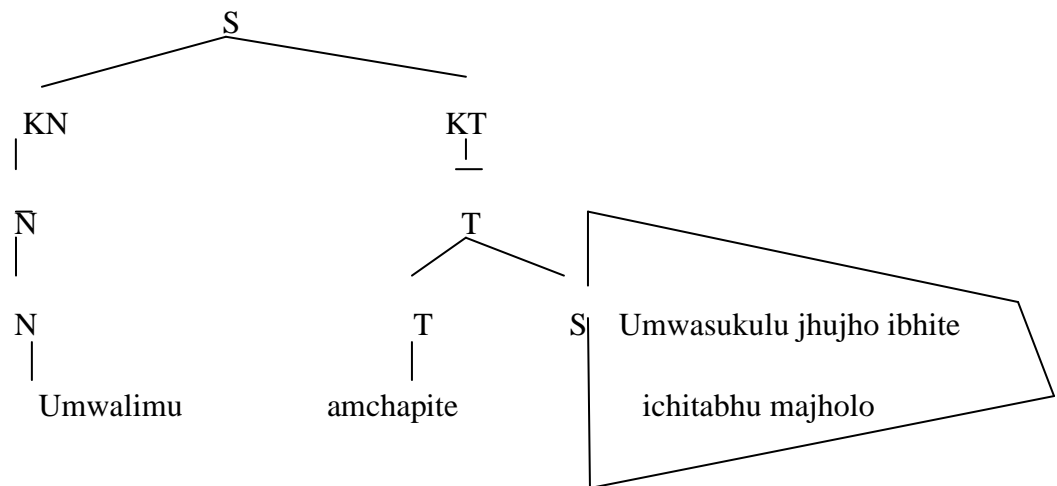 S
KN KT
N̅ T̅
N T S Umwasukulu jhujho ibhite
Umwalimu amchapite ichitabhu majholo